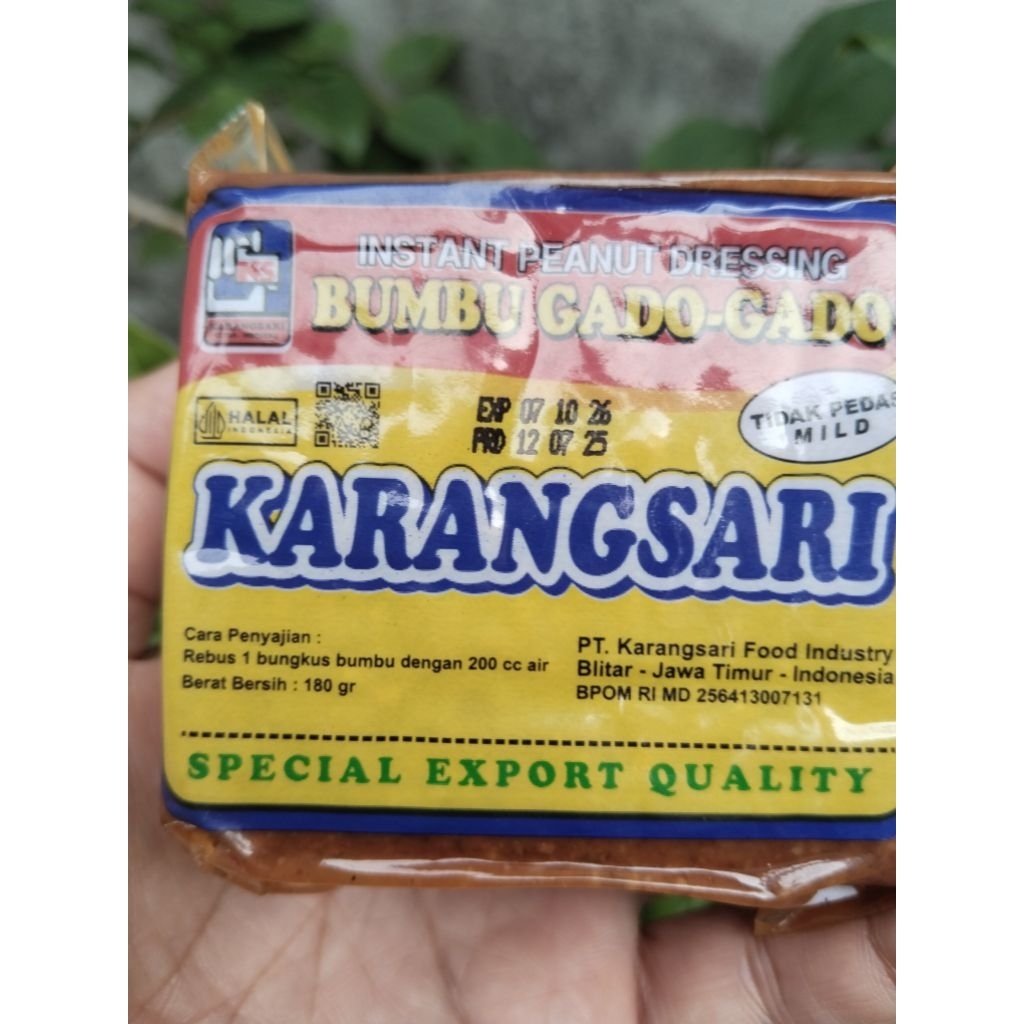 INSTANT PEANUT DRESSING
BUMBU GADO-GADO
KARANGSARI
HALAL
INDONESIA
EXP 07 10 26
PRD 12 07 25
TIDAK PEDAS
MILD
KARANGSARI
Cara Penyajian :
Rebus 1 bungkus bumbu dengan 200 cc air
Berat Bersih : 180 gr
PT. Karangsari Food Industry
Blitar - Jawa Timur - Indonesia
BPOM RI MD 256413007131
SPECIAL EXPORT QUALITY